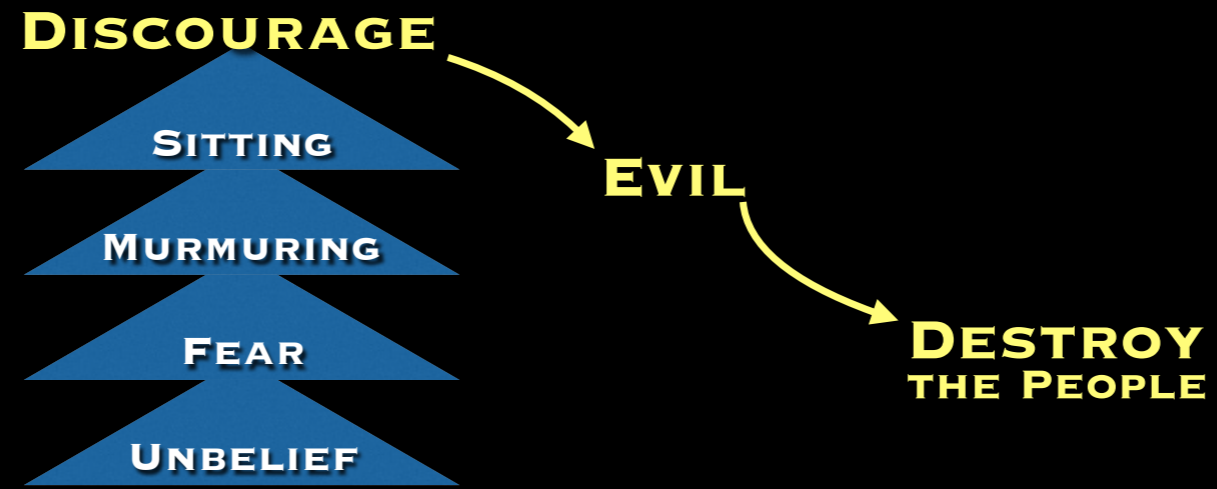 Discourage
Sitting
Evil
Murmuring
Destroy
the People
Fear
Unbelief